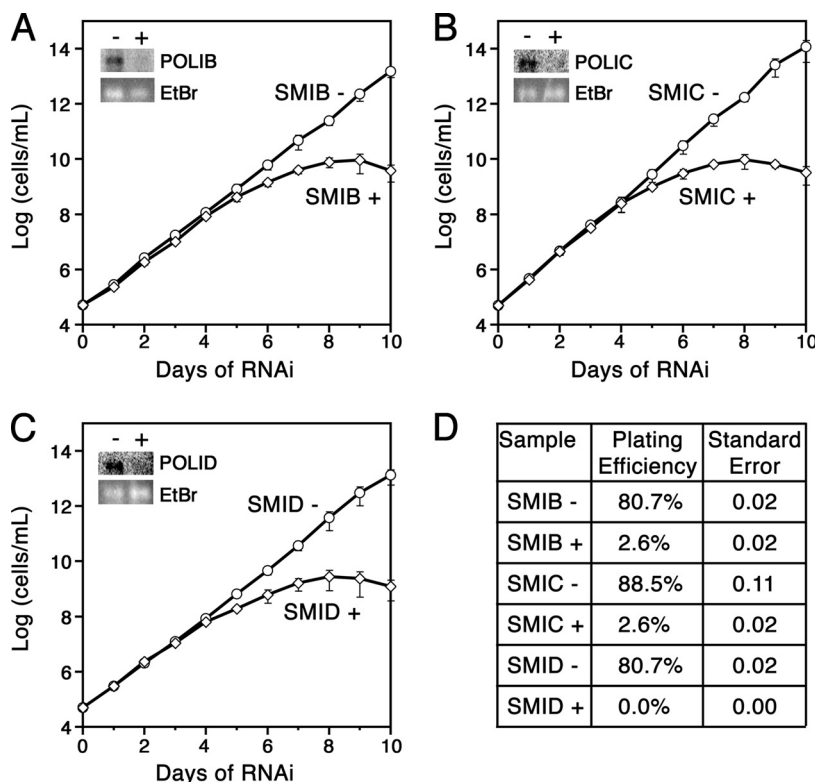 A
- +
POLIB
EtBr
SMIB -
SMIB +
Log (cells/mL)
14
12
10
8
6
4
0 2 4 6 8 10
Days of RNAi
B
- +
POLIC
EtBr
SMIC -
SMIC +
Log (cells/mL)
14
12
10
8
6
4
0 2 4 6 8 10
Days of RNAi
C
- +
POLID
EtBr
SMID -
SMID +
Log (cells/mL)
14
12
10
8
6
4
0 2 4 6 8 10
Days of RNAi
D
Sample Plating Standard
Efficiency Error
SMIB - 80.7% 0.02
SMIB + 2.6% 0.02
SMIC - 88.5% 0.11
SMIC + 2.6% 0.02
SMID - 80.7% 0.02
SMID + 0.0% 0.00